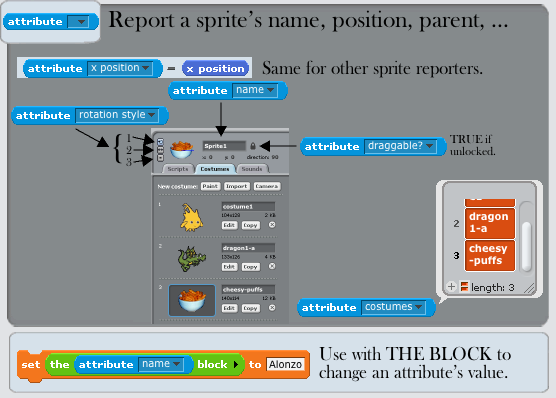 attribute
Report a sprite's name, position, parent, ...
attribute x position = x position
Same for other sprite reporters.
attribute name
attribute rotation style
1
2
3
Sprite1
x: 0 y: 0 direction: 90
attribute draggable?
TRUE if
unlocked.
Scripts Costumes Sounds
New costume: Paint Import Camera
1
costume1
104x128 2 KB
Edit Copy
2
dragon1-a
133x126 4 KB
Edit Copy
3
cheesy-puffs
140x114 12 KB
Edit Copy
2 dragon
1-a
3 cheesy
-puffs
+ length: 3
attribute costumes
set the attribute name block to Alonzo
Use with THE BLOCK to
change an attribute's value.